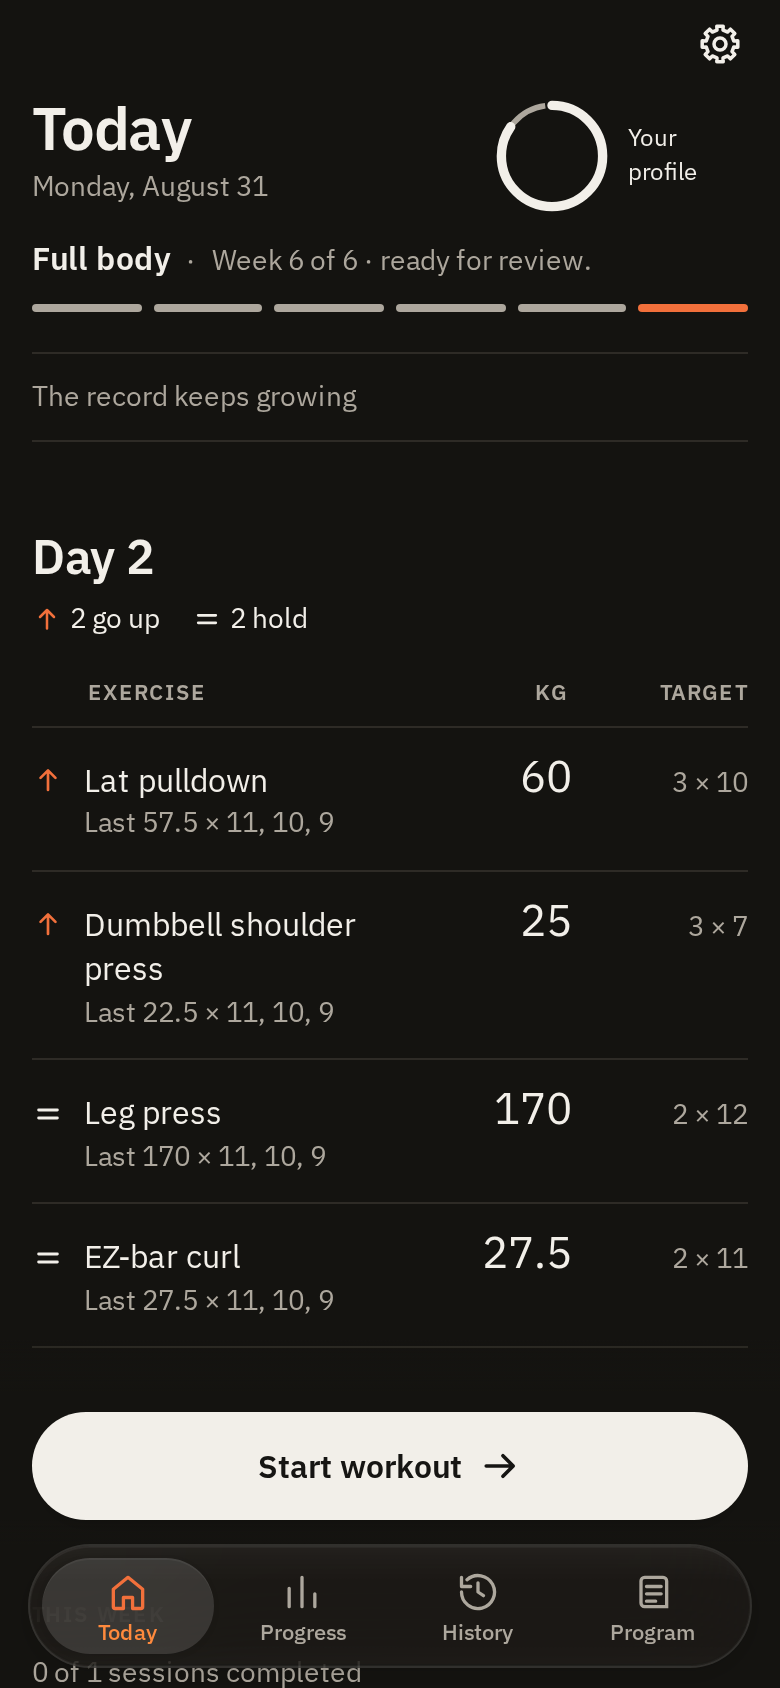 Today
Monday, August 31
Your
profile
Full body · Week 6 of 6 · ready for review.
The record keeps growing
Day 2
↑ 2 go up = 2 hold
EXERCISE KG TARGET
↑ Lat pulldown 60 3 × 10
Last 57.5 × 11, 10, 9
↑ Dumbbell shoulder 25 3 × 7
press
Last 22.5 × 11, 10, 9
= Leg press 170 2 × 12
Last 170 × 11, 10, 9
= EZ-bar curl 27.5 2 × 11
Last 27.5 × 11, 10, 9
Start workout →
THIS WEEK
Today Progress History Program
0 of 1 sessions completed